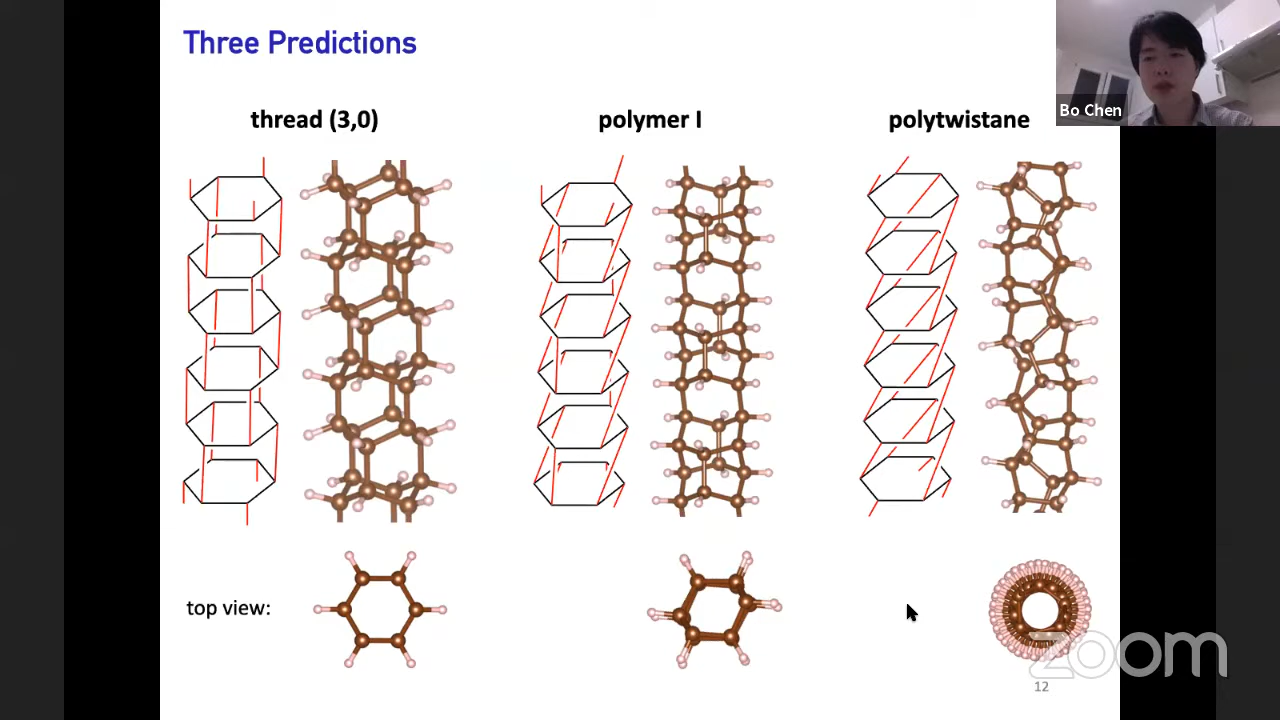 Three Predictions
Bo Chen
thread (3,0)
polymer I
polytwistane
top view:
zoom
12